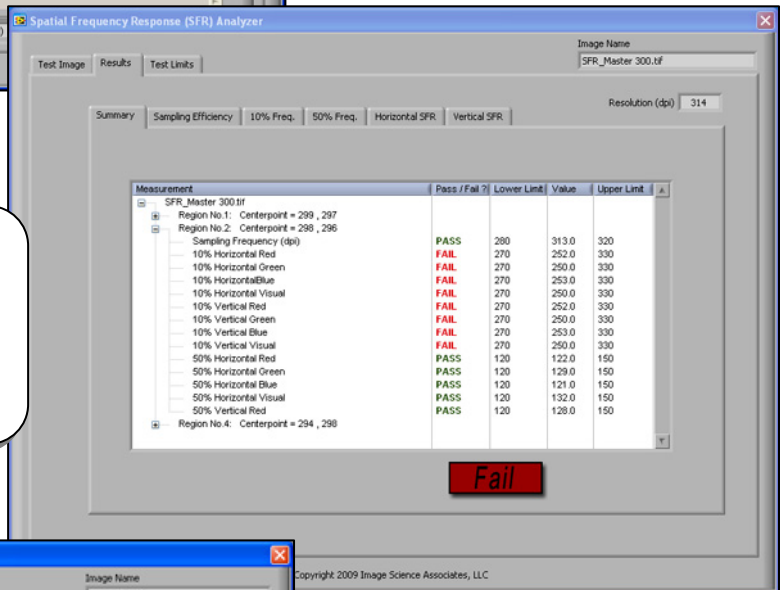 Spatial Frequency Response (SFR) Analyzer
Image Name
SFR_Master 300.tif
Test Image Results Test Limits
Resolution (dpi) 314
Summary Sampling Efficiency 10% Freq. 50% Freq. Horizontal SFR Vertical SFR
Measurement Pass / Fail ? Lower Limit Value Upper Limit
SFR_Master 300.tif
Region No.1: Centerpoint = 299 , 297
Region No.2: Centerpoint = 298 , 296
Sampling Frequency (dpi) PASS 280 313.0 320
10% Horizontal Red FAIL 270 252.0 330
10% Horizontal Green FAIL 270 250.0 330
10% HorizontalBlue FAIL 270 253.0 330
10% Horizontal Visual FAIL 270 250.0 330
10% Vertical Red FAIL 270 252.0 330
10% Vertical Green FAIL 270 250.0 330
10% Vertical Blue FAIL 270 253.0 330
10% Vertical Visual FAIL 270 250.0 330
50% Horizontal Red PASS 120 122.0 150
50% Horizontal Green PASS 120 129.0 150
50% Horizontal Blue PASS 120 121.0 150
50% Horizontal Visual PASS 120 132.0 150
50% Vertical Red PASS 120 128.0 150
Region No.4: Centerpoint = 294 , 298
Fail
Copyright 2009 Image Science Associates, LLC
Image Name